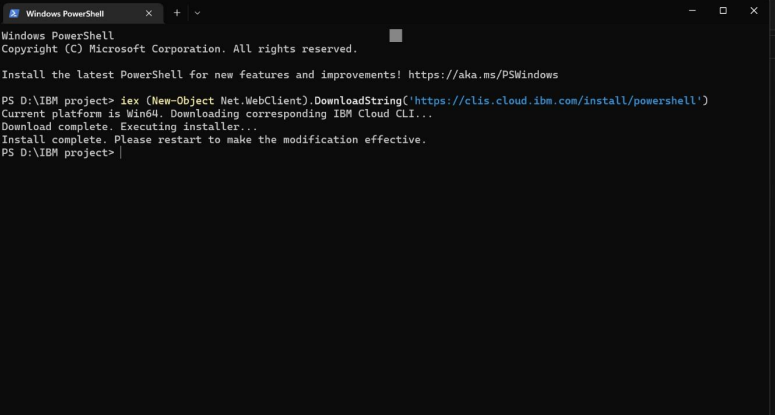 Windows PowerShell
Windows PowerShell
Copyright (C) Microsoft Corporation. All rights reserved.
Install the latest PowerShell for new features and improvements! https://aka.ms/PSWindows
PS D:\IBM project> iex (New-Object Net.WebClient).DownloadString('https://clis.cloud.ibm.com/install/powershell')
Current platform is Win64. Downloading corresponding IBM Cloud CLI...
Download complete. Executing installer...
Install complete. Please restart to make the modification effective.
PS D:\IBM project>